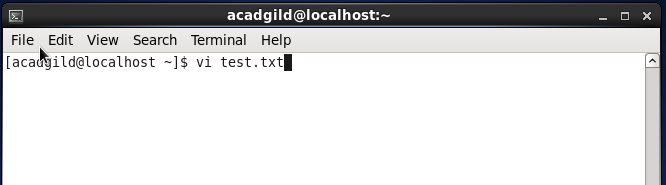 acadgild@localhost:~
File Edit View Search Terminal Help
[acadgild@localhost ~]$ vi test.txt